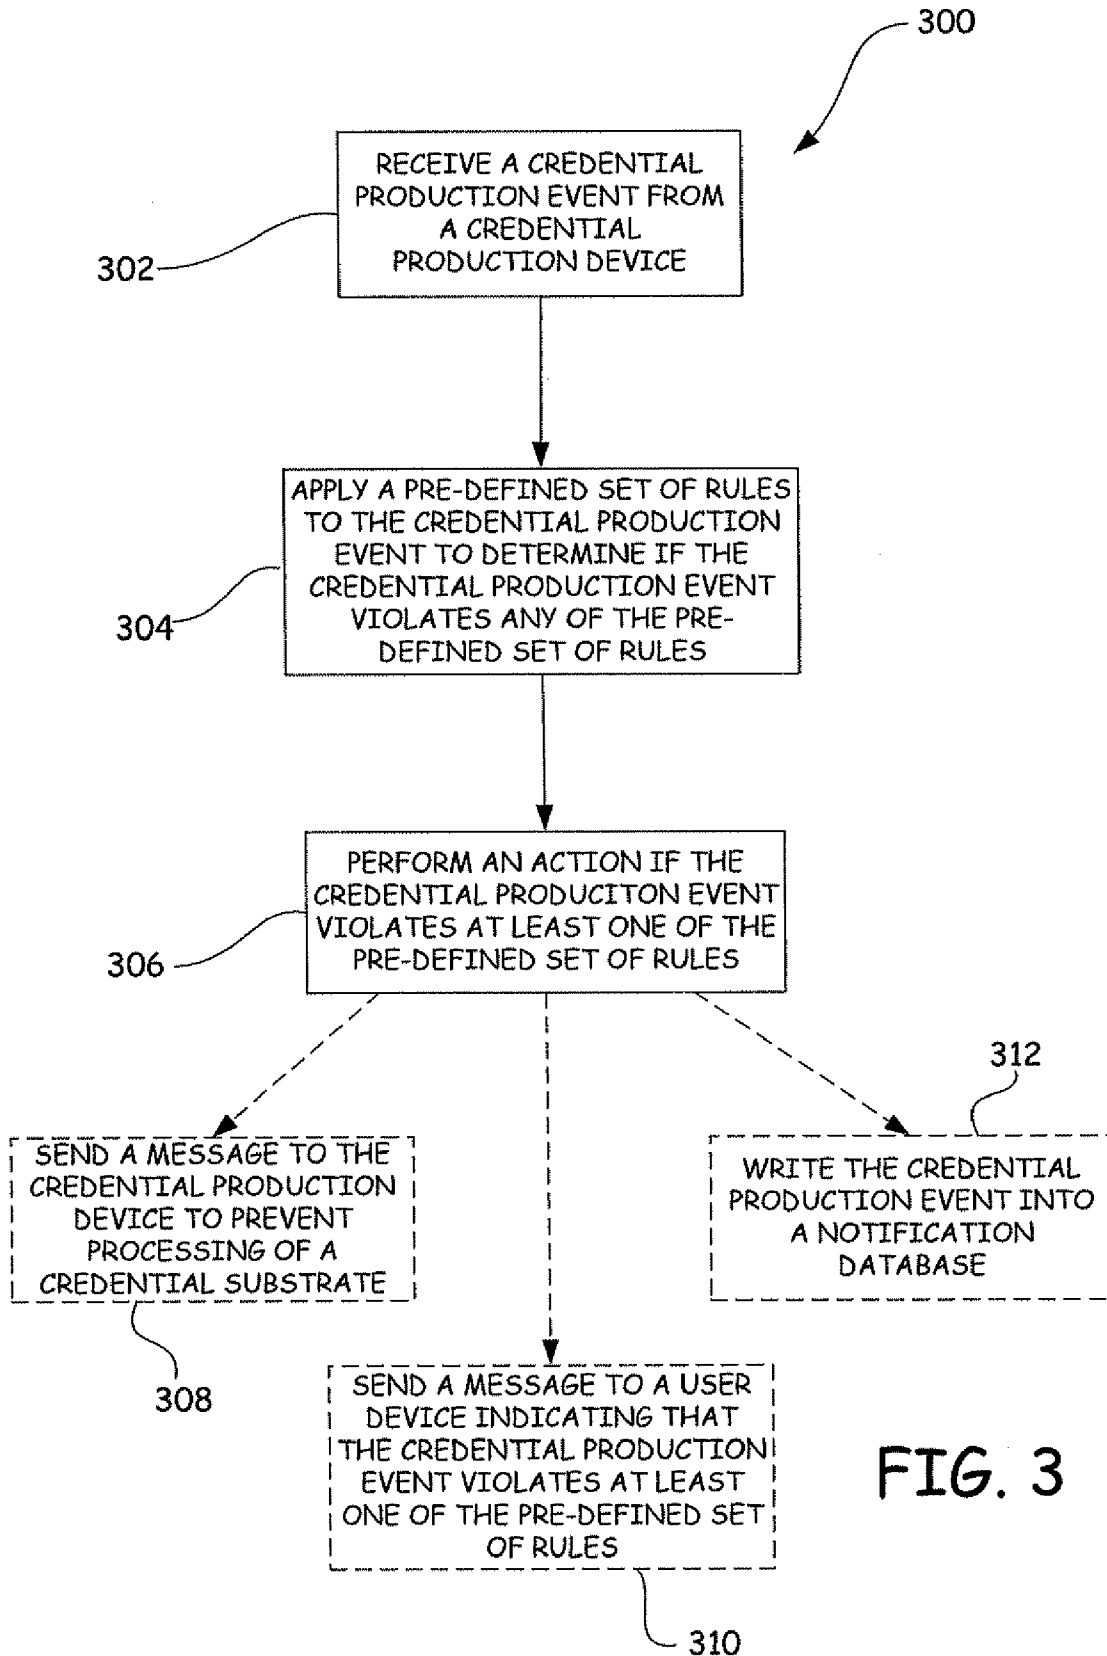 300
RECEIVE A CREDENTIAL
PRODUCTION EVENT FROM
A CREDENTIAL
PRODUCTION DEVICE
302
APPLY A PRE-DEFINED SET OF RULES
TO THE CREDENTIAL PRODUCTION
EVENT TO DETERMINE IF THE
CREDENTIAL PRODUCTION EVENT
VIOLATES ANY OF THE PRE-
DEFINED SET OF RULES
304
PERFORM AN ACTION IF THE
CREDENTIAL PRODUCITON EVENT
VIOLATES AT LEAST ONE OF THE
PRE-DEFINED SET OF RULES
306
SEND A MESSAGE TO THE
CREDENTIAL PRODUCTION
DEVICE TO PREVENT
PROCESSING OF A
CREDENTIAL SUBSTRATE
308
312
WRITE THE CREDENTIAL
PRODUCTION EVENT INTO
A NOTIFICATION
DATABASE
SEND A MESSAGE TO A USER
DEVICE INDICATING THAT
THE CREDENTIAL PRODUCTION
EVENT VIOLATES AT LEAST
ONE OF THE PRE-DEFINED SET
OF RULES
310
FIG. 3